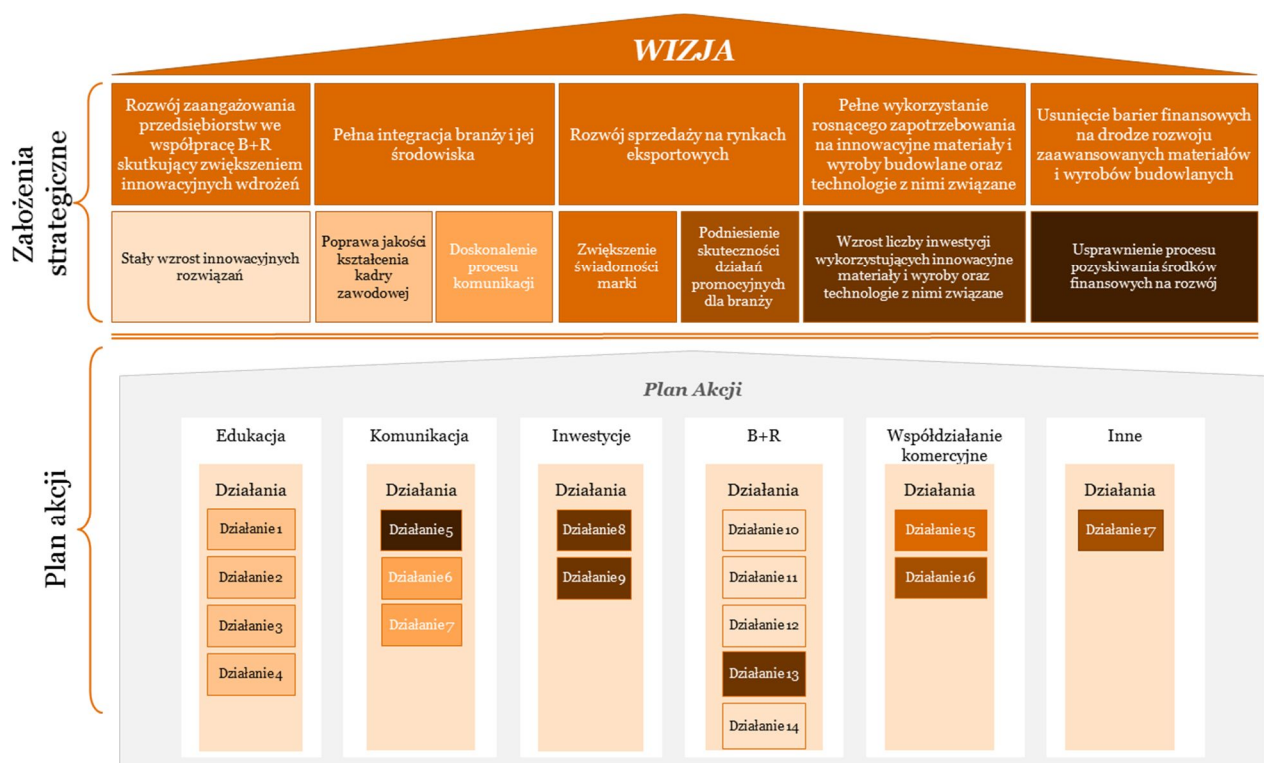 WIZJA
Założenia
strategiczne
Rozwój zaangażowania
przedsiębiorstw we
współpracę B+R
skutkujący zwiększeniem
innowacyjnych wdrożeń
Pełna integracja branży i jej
środowiska
Rozwój sprzedaży na rynkach
eksportowych
Pełne wykorzystanie
rosnącego zapotrzebowania
na innowacyjne materiały i
wyroby budowlane oraz
technologie z nimi związane
Usunięcie barier finansowych
na drodze rozwoju
zaawansowanych materiałów
i wyrobów budowlanych
Stały wzrost innowacyjnych
rozwiązań
Poprawa jakości
kształcenia
kadry
zawodowej
Doskonalenie
procesu
komunikacji
Zwiększenie
świadomości
marki
Podniesienie
skuteczności
działań
promocyjnych
dla branży
Wzrost liczby inwestycji
wykorzystujących innowacyjne
materiały i wyroby oraz
technologie z nimi związane
Usprawnienie procesu
pozyskiwania środków
finansowych na rozwój
Plan akcji
Plan Akcji
Edukacja
Działania
Działanie 1
Działanie 2
Działanie 3
Działanie 4
Komunikacja
Działania
Działanie 5
Działanie 6
Działanie 7
Inwestycje
Działania
Działanie 8
Działanie 9
B+R
Działania
Działanie 10
Działanie 11
Działanie 12
Działanie 13
Działanie 14
Współdziałanie
komercyjne
Działania
Działanie 15
Działanie 16
Inne
Działania
Działanie 17